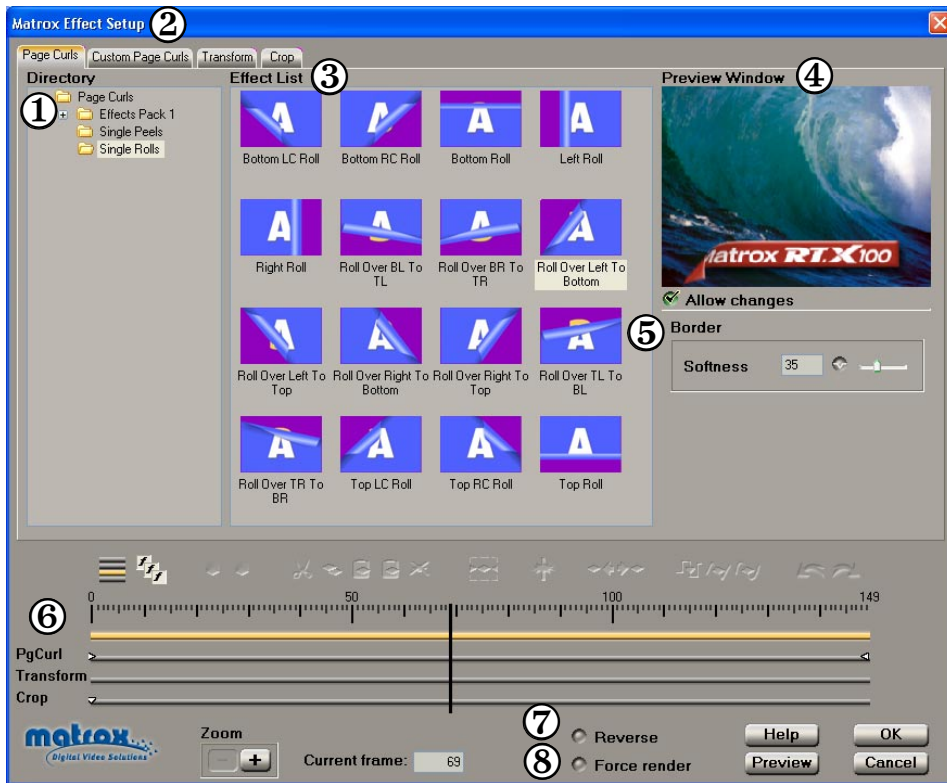 Matrox Effect Setup ②
Page Curls Custom Page Curls Transform Crop
Directory
① Page Curls
Effects Pack 1
Single Peels
Single Rolls
Effect List ③
A A A A
Bottom LC Roll Bottom RC Roll Bottom Roll Left Roll
A A
Right Roll Roll Over BL To TL Roll Over BR To TR Roll Over Left To Bottom
A A A A
Roll Over Left To Top Roll Over Right To Bottom Roll Over Right To Top Roll Over TL To BL
A A A A
Roll Over TR To BR Top LC Roll Top RC Roll Top Roll
Preview Window ④
Matrox RT.X100
Allow changes
⑤ Border
Softness 35
fff
0 50 100 149
⑥
PgCurl
Transform
Crop
matrox
Digital Video Solutions
Zoom
- +
Current frame: 69
⑦ Reverse
⑧ Force render
Help OK
Preview Cancel